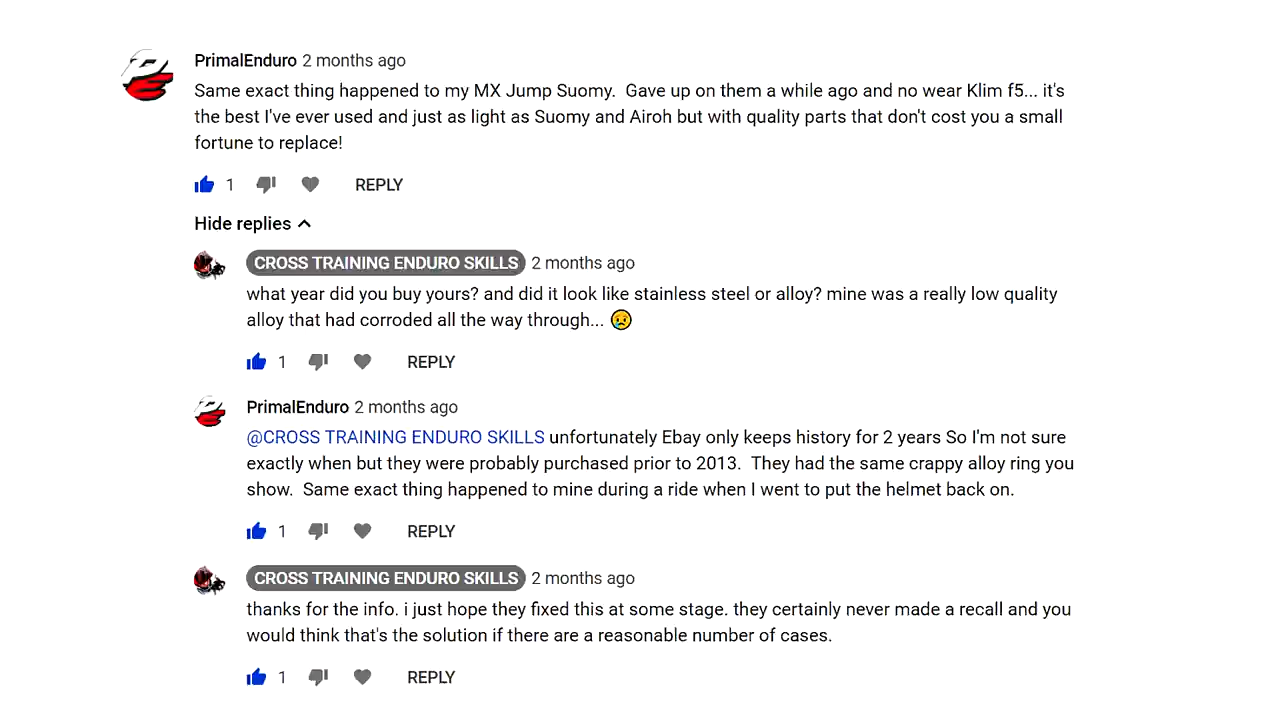 PrimalEnduro 2 months ago
Same exact thing happened to my MX Jump Suomy.  Gave up on them a while ago and no wear Klim f5... it's
the best I've ever used and just as light as Suomy and Airoh but with quality parts that don't cost you a small
fortune to replace!
1 REPLY
Hide replies
CROSS TRAINING ENDURO SKILLS 2 months ago
what year did you buy yours? and did it look like stainless steel or alloy? mine was a really low quality
alloy that had corroded all the way through... 😢
1 REPLY
PrimalEnduro 2 months ago
@CROSS TRAINING ENDURO SKILLS unfortunately Ebay only keeps history for 2 years So I'm not sure
exactly when but they were probably purchased prior to 2013.  They had the same crappy alloy ring you
show.  Same exact thing happened to mine during a ride when I went to put the helmet back on.
1 REPLY
CROSS TRAINING ENDURO SKILLS 2 months ago
thanks for the info. i just hope they fixed this at some stage. they certainly never made a recall and you
would think that's the solution if there are a reasonable number of cases.
1 REPLY